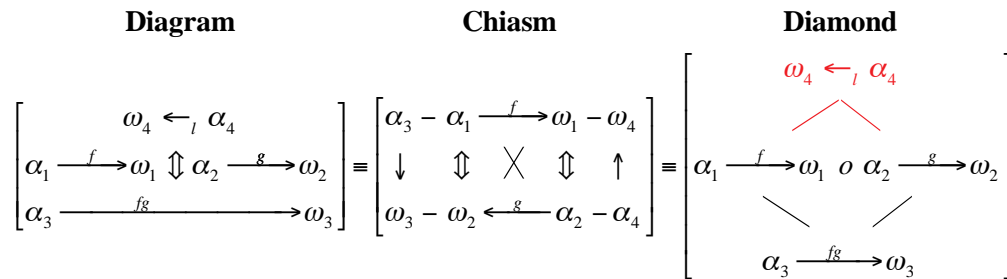 Diagram Chiasm Diamond
ω₄ ←ₗ α₄
α₁ —f→ ω₁ ⇕ α₂ —g→ ω₂
α₃ —fg→ ω₃
≡
α₃ − α₁ —f→ ω₁ − ω₄
↓ ⇕ ╳ ⇕ ↑
ω₃ − ω₂ ←g— α₂ − α₄
≡
ω₄ ←ₗ α₄
α₁ —f→ ω₁ o α₂ —g→ ω₂
α₃ —fg→ ω₃